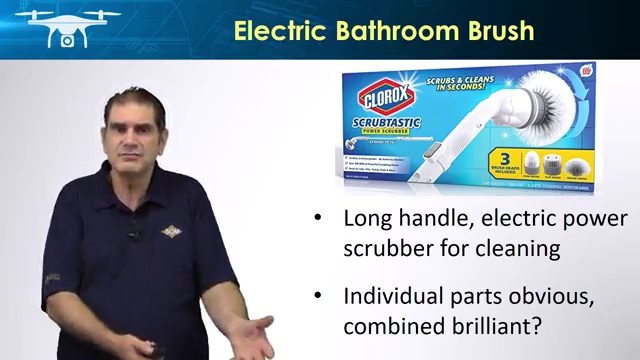 Electric Bathroom Brush
SCRUBS & CLEANS
IN SECONDS!
CLOROX
SCRUBTASTIC
POWER SCRUBBER
3
BRUSH HEADS
INCLUDED
• Long handle, electric power
scrubber for cleaning
• Individual parts obvious,
combined brilliant?